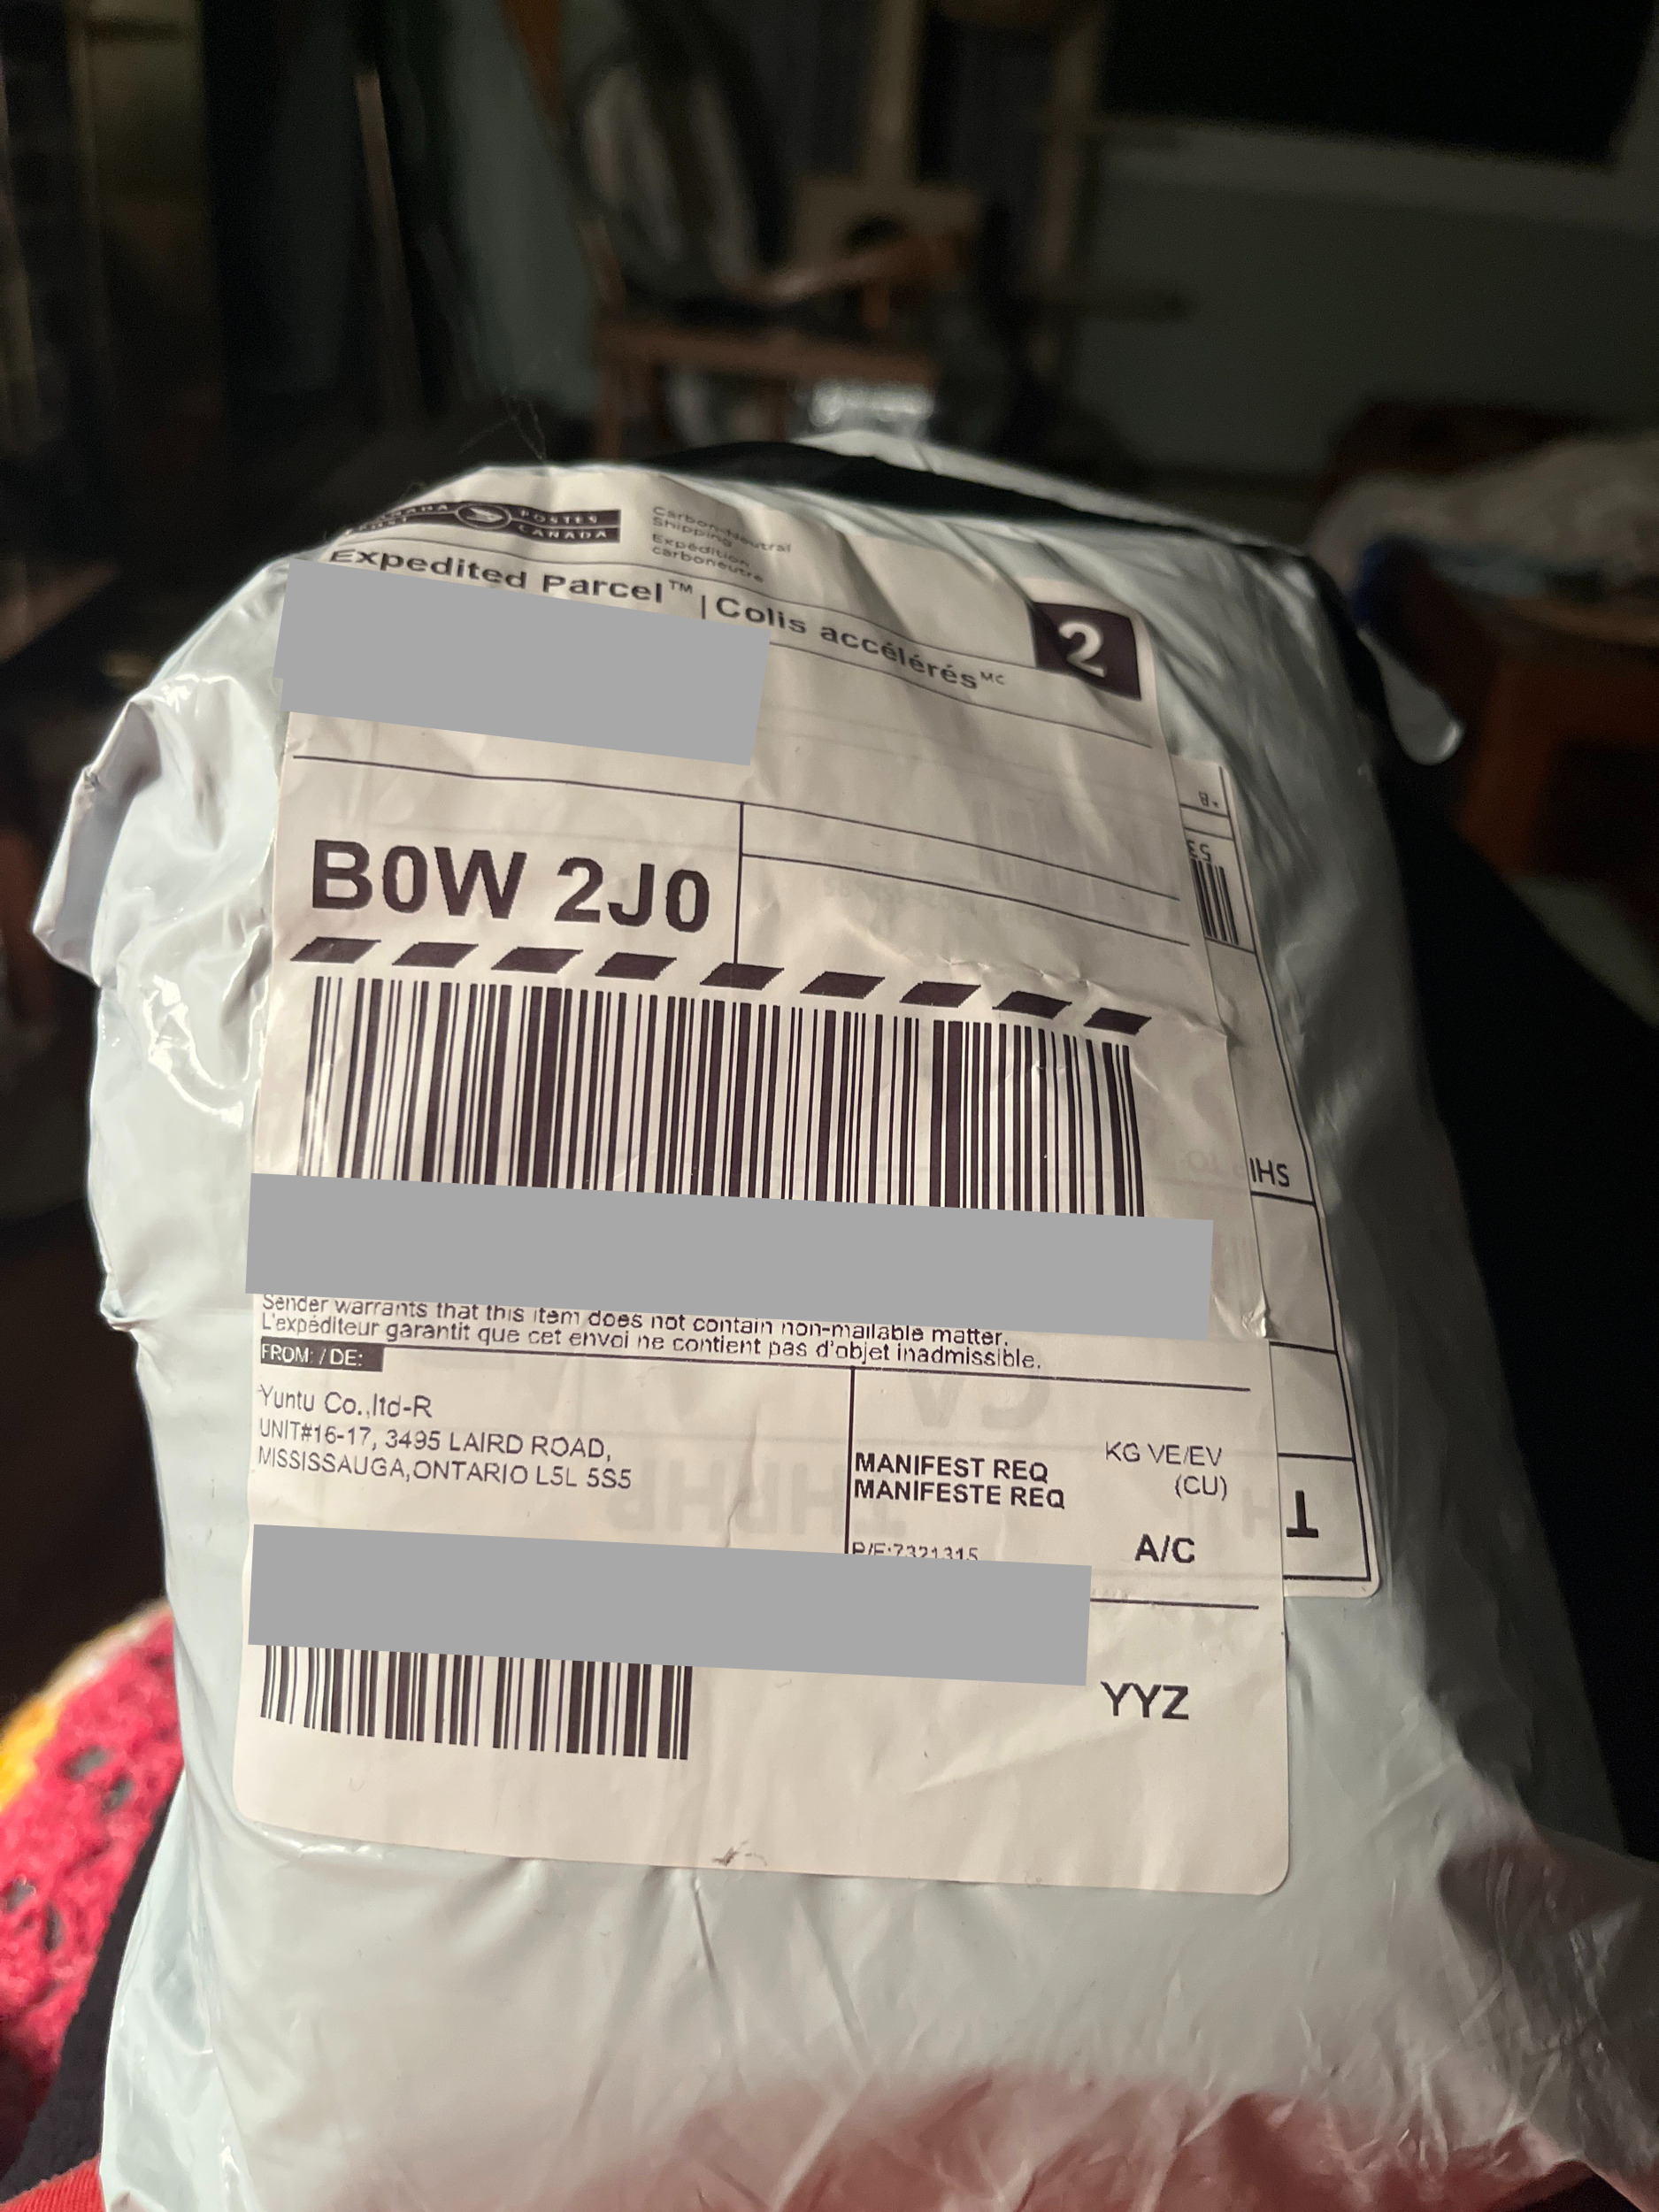 CANADA POST POSTES CANADA
Carbon-Neutral
Shipping
Expédition
carboneutre
Expedited Parcel™ | Colis accélérés MC
2
B0W 2J0
Sender warrants that this item does not contain non-mailable matter.
L'expéditeur garantit que cet envoi ne contient pas d'objet inadmissible.
FROM: / DE:
Yuntu Co.,ltd-R
UNIT#16-17, 3495 LAIRD ROAD,
MISSISSAUGA,ONTARIO L5L 5S5
KG VE/EV
(CU)
MANIFEST REQ
MANIFESTE REQ
A/C
P/F:7321315
YYZ
SHI
T